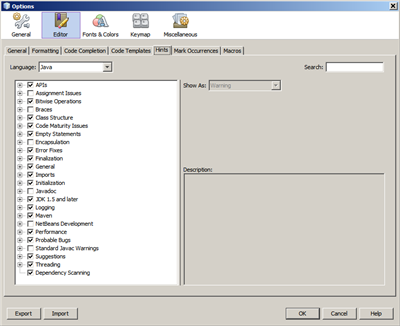 Options
General
Editor
Fonts & Colors
Keymap
Miscellaneous
General Formatting Code Completion Code Templates Hints Mark Occurrences Macros
Language: Java
Search:
APIs
Assignment Issues
Bitwise Operations
Braces
Class Structure
Code Maturity Issues
Empty Statements
Encapsulation
Error Fixes
Finalization
General
Imports
Initialization
Javadoc
JDK 1.5 and later
Logging
Maven
NetBeans Development
Performance
Probable Bugs
Standard Javac Warnings
Suggestions
Threading
Dependency Scanning
Show As: Warning
Description:
Export Import OK Cancel Help